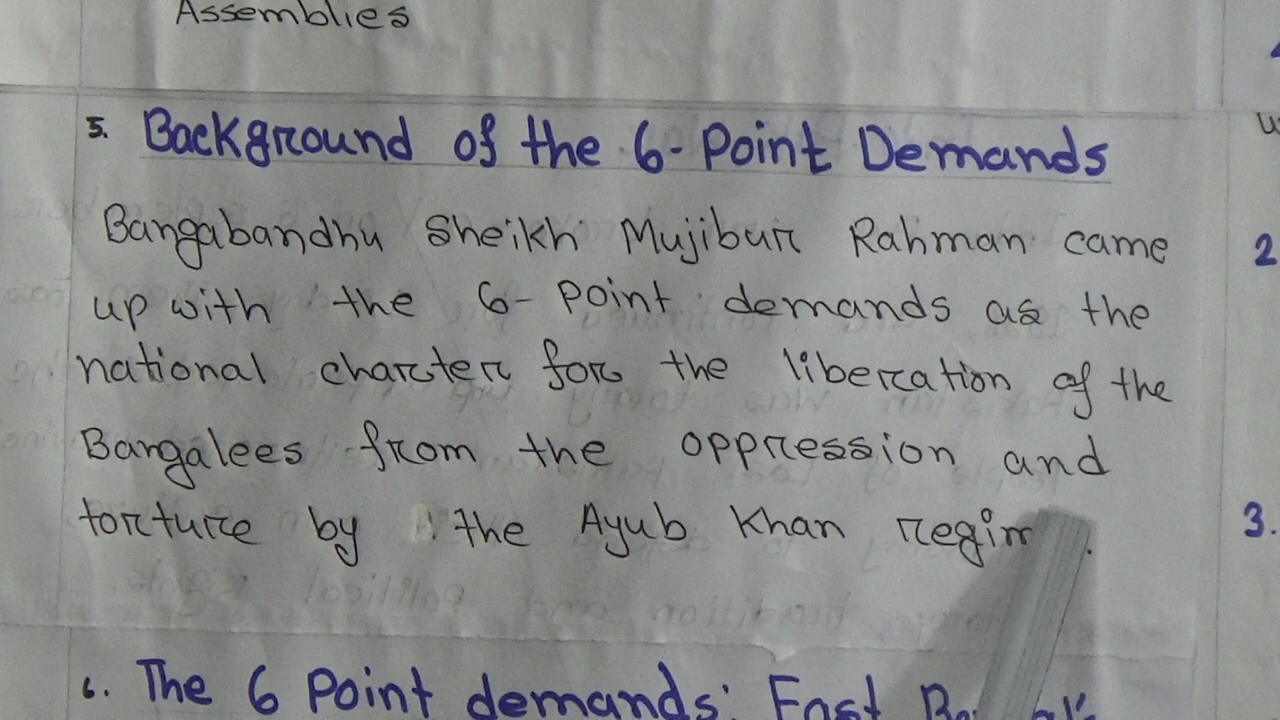 Assemblies
5. Background of the 6-Point Demands
Bangabandhu Sheikh Mujibur Rahman came
up with the 6-Point demands as the
national charter for the liberation of the
Bangalees from the oppression and
torture by the Ayub Khan
6. The 6 Point demands:
2
3.